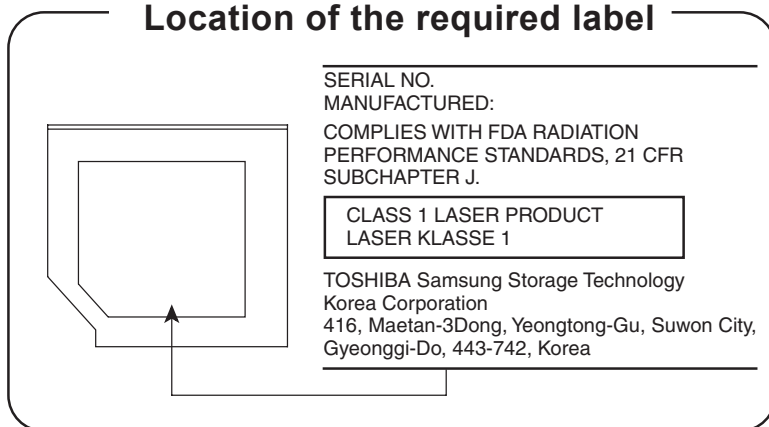 Location of the required label
SERIAL NO.
MANUFACTURED:
COMPLIES WITH FDA RADIATION
PERFORMANCE STANDARDS, 21 CFR
SUBCHAPTER J.
CLASS 1 LASER PRODUCT
LASER KLASSE 1
TOSHIBA Samsung Storage Technology
Korea Corporation
416, Maetan-3Dong, Yeongtong-Gu, Suwon City,
Gyeonggi-Do, 443-742, Korea